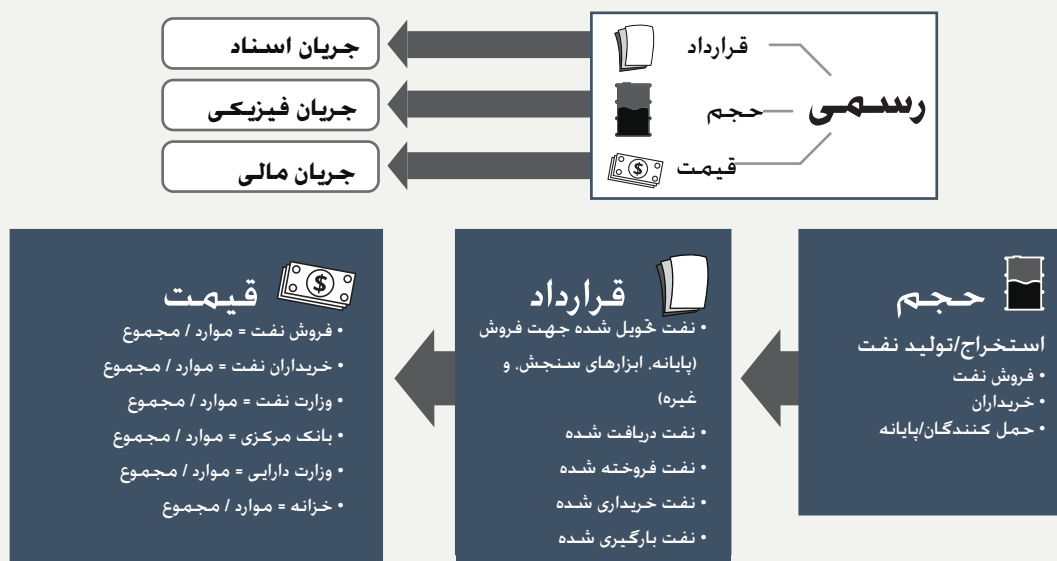 قرارداد
حجم
قیمت
رسمی
جریان اسناد
جریان فیزیکی
جریان مالی
حجم
استخراج/تولید نفت
• فروش نفت
• خریداران
• حمل کنندگان/پایانه
قرارداد
• نفت تحویل شده جهت فروش
(پایانه، ابزارهای سنجش، و
غیره)
• نفت دریافت شده
• نفت فروخته شده
• نفت خریداری شده
• نفت بارگیری شده
قیمت
• فروش نفت = موارد / مجموع
• خریداران نفت = موارد / مجموع
• وزارت نفت = موارد / مجموع
• بانک مرکزی = موارد / مجموع
• وزارت دارایی = موارد / مجموع
• خزانه = موارد / مجموع